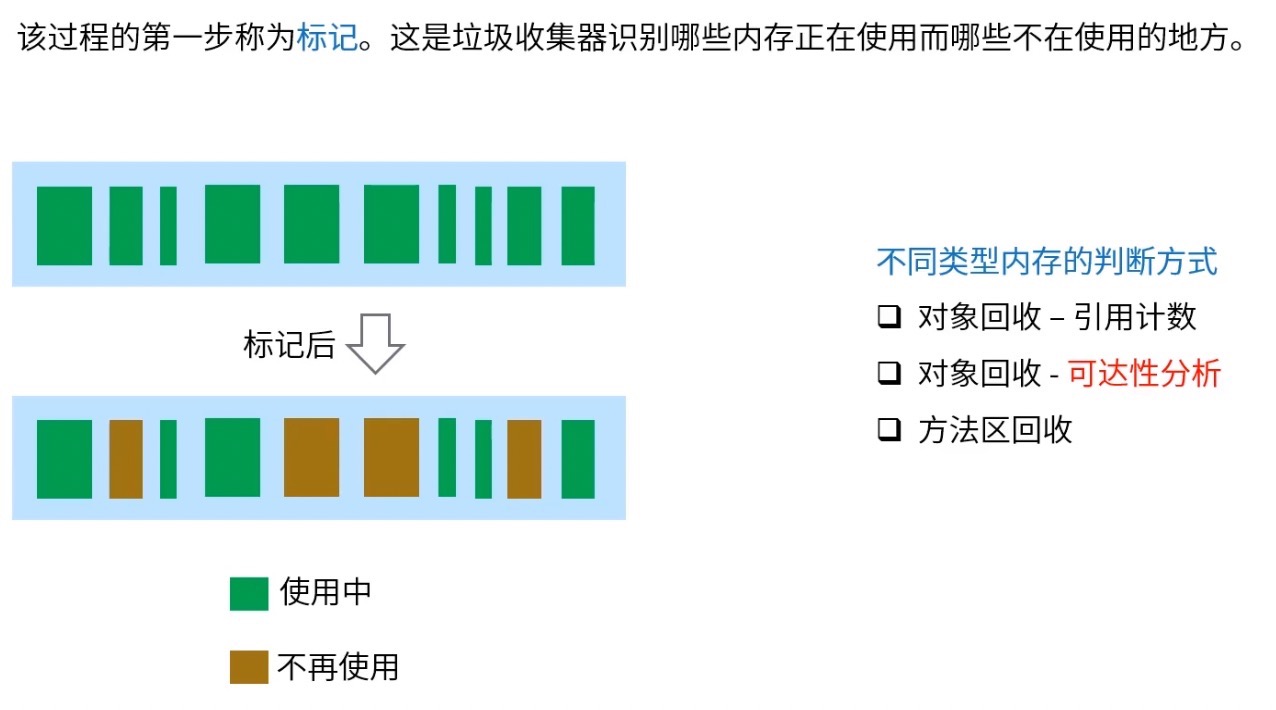 该过程的第一步称为标记。这是垃圾收集器识别哪些内存正在使用而哪些不在使用的地方。
标记后
使用中
不再使用
不同类型内存的判断方式
❑ 对象回收 – 引用计数
❑ 对象回收 - 可达性分析
❑ 方法区回收